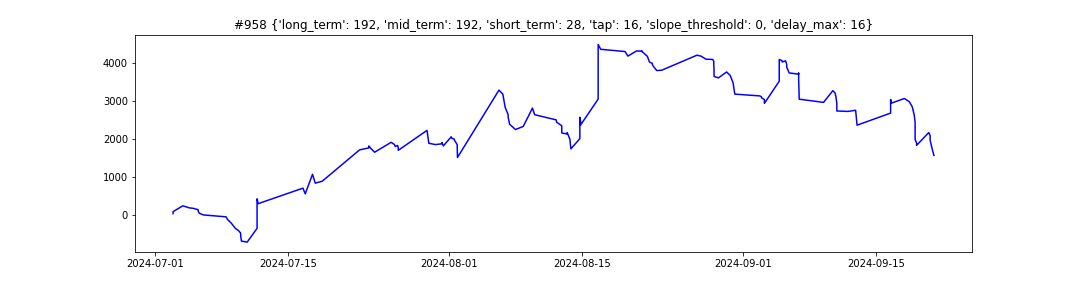 #958 {'long_term': 192, 'mid_term': 192, 'short_term': 28, 'tap': 16, 'slope_threshold': 0, 'delay_max': 16}
4000
3000
2000
1000
0
2024-07-01 2024-07-15 2024-08-01 2024-08-15 2024-09-01 2024-09-15